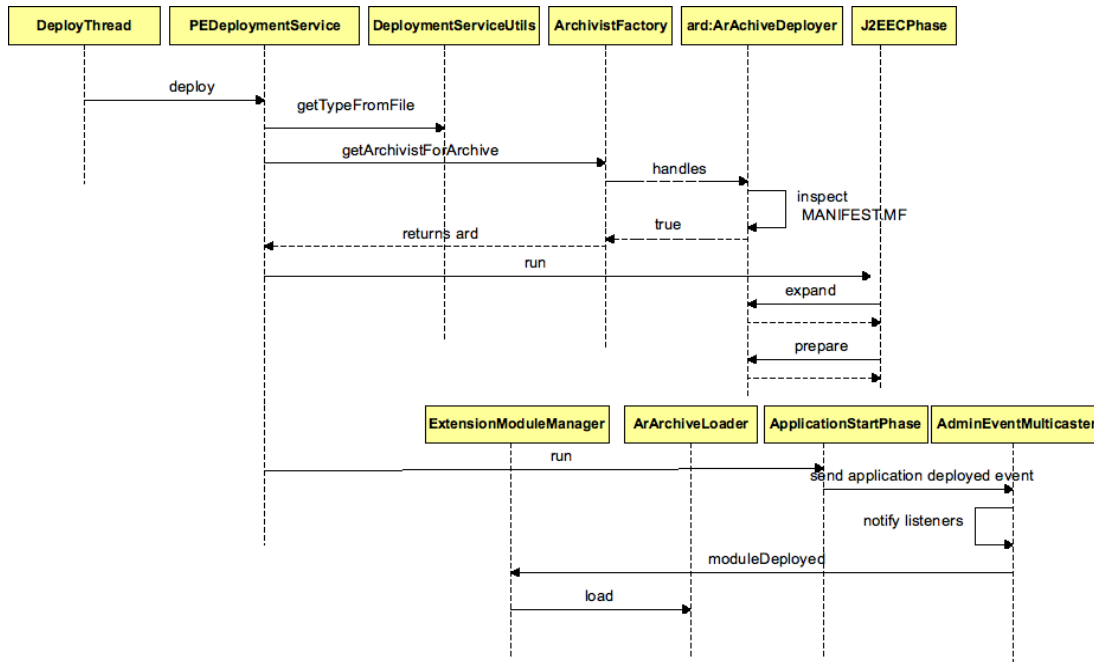 DeployThread
PEDeploymentService
DeploymentServiceUtils
ArchivistFactory
ard:ArAchiveDeployer
J2EECPhase
deploy
getTypeFromFile
getArchivistForArchive
handles
inspect
MANIFEST.MF
true
returns ard
run
expand
prepare
ExtensionModuleManager
ArArchiveLoader
ApplicationStartPhase
AdminEventMulticaster
run
send application deployed event
notify listeners
moduleDeployed
load